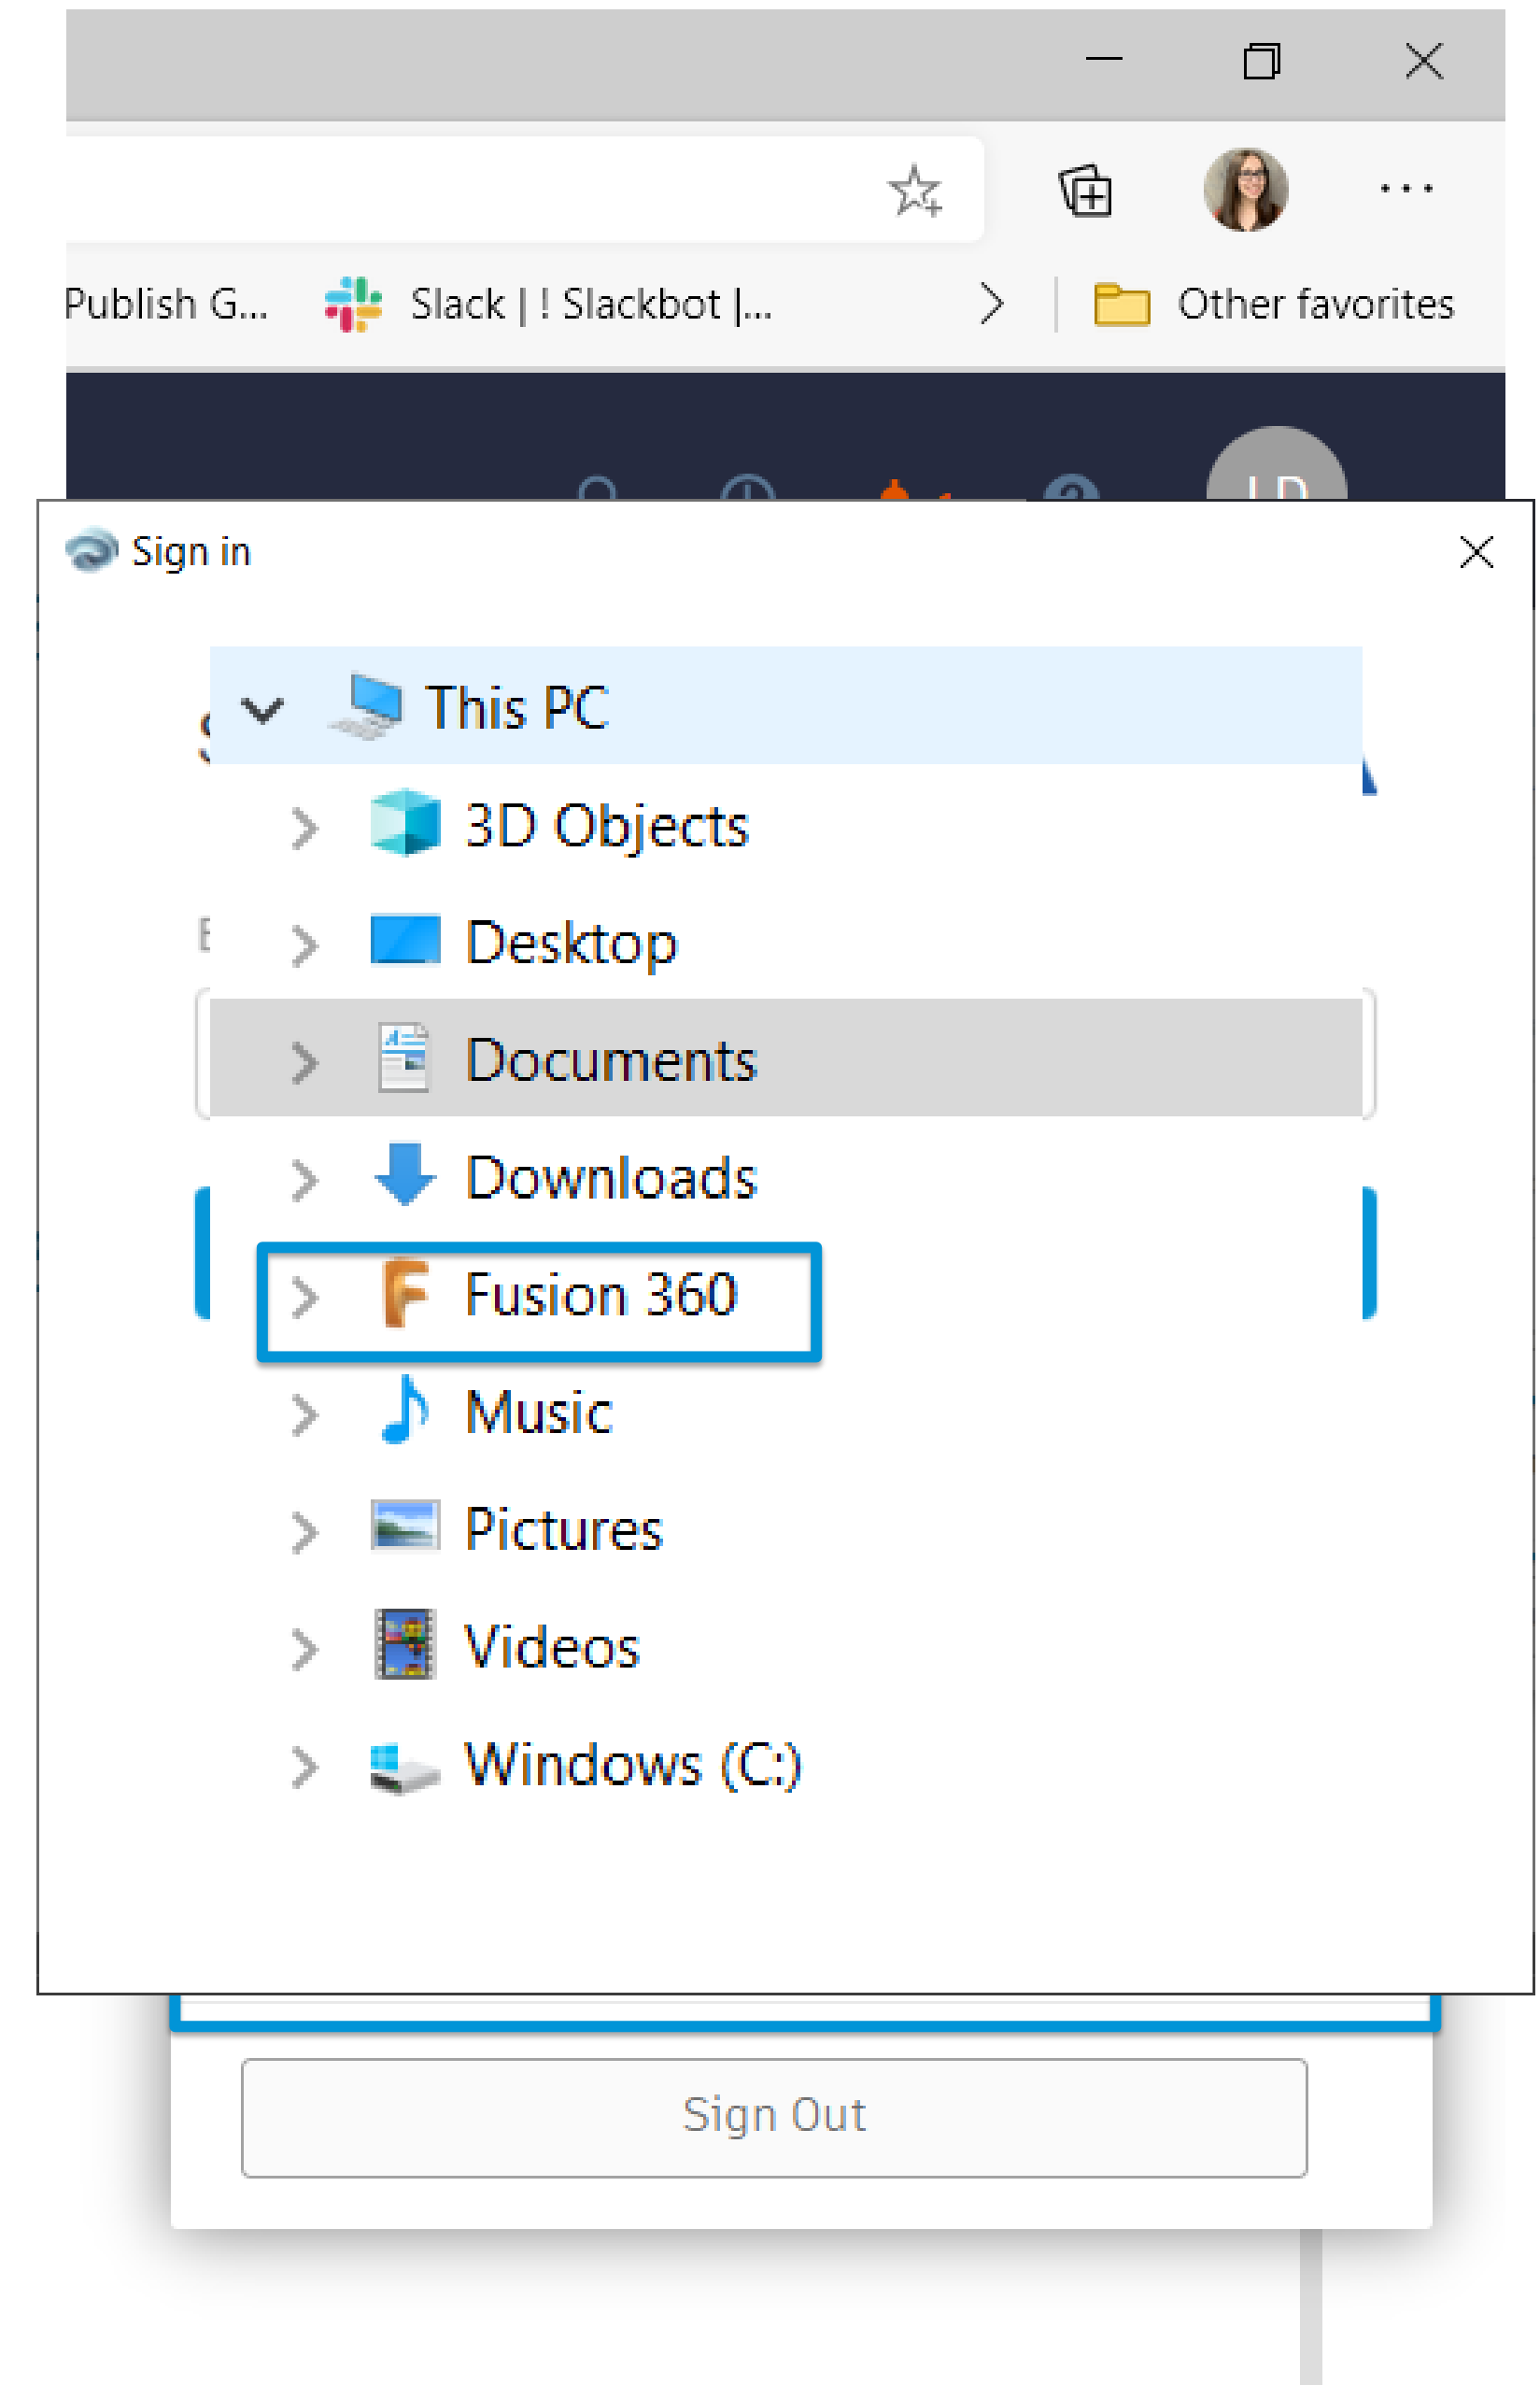 Publish G... Slack | ! Slackbot |... Other favorites
Sign in
This PC
3D Objects
Desktop
Documents
Downloads
Fusion 360
Music
Pictures
Videos
Windows (C:)
Sign Out